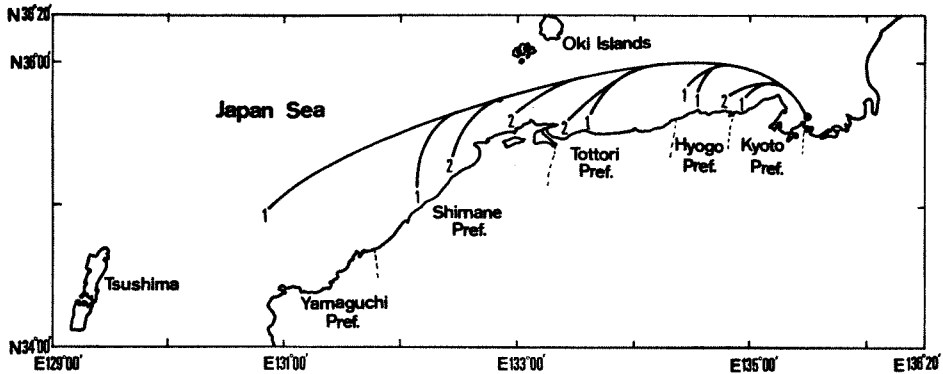 N36°20′
N36°00′
Oki Islands
Japan Sea
1
2
2
2
1
1
1
2
1
1
2
1
Tottori
Pref.
Hyogo
Pref.
Kyoto
Pref.
Shimane
Pref.
Tsushima
Yamaguchi
Pref.
N34°00′
E129°00′
E131°00′
E133°00′
E135°00′
E136°20′